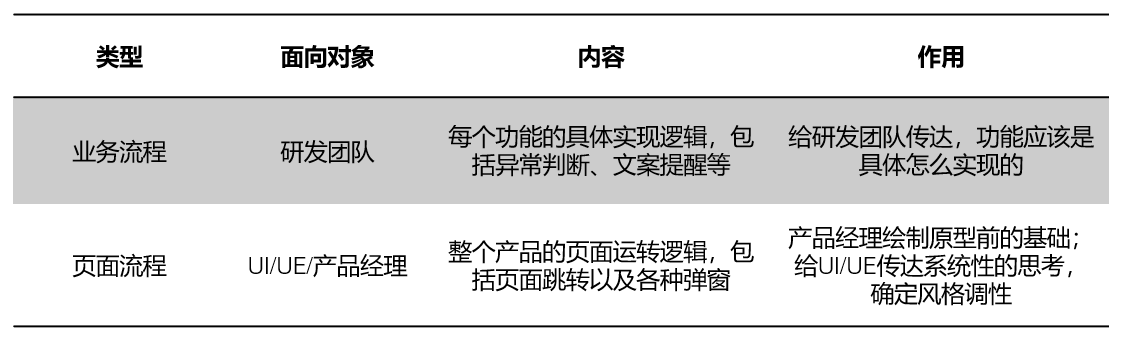 类型 面向对象 内容 作用
业务流程 研发团队 每个功能的具体实现逻辑，包 给研发团队传达，功能应该是
括异常判断、文案提醒等 具体怎么实现的
页面流程 UI/UE/产品经理 整个产品的页面运转逻辑，包 产品经理绘制原型前的基础；
括页面跳转以及各种弹窗 给UI/UE传达系统性的思考，
确定风格调性